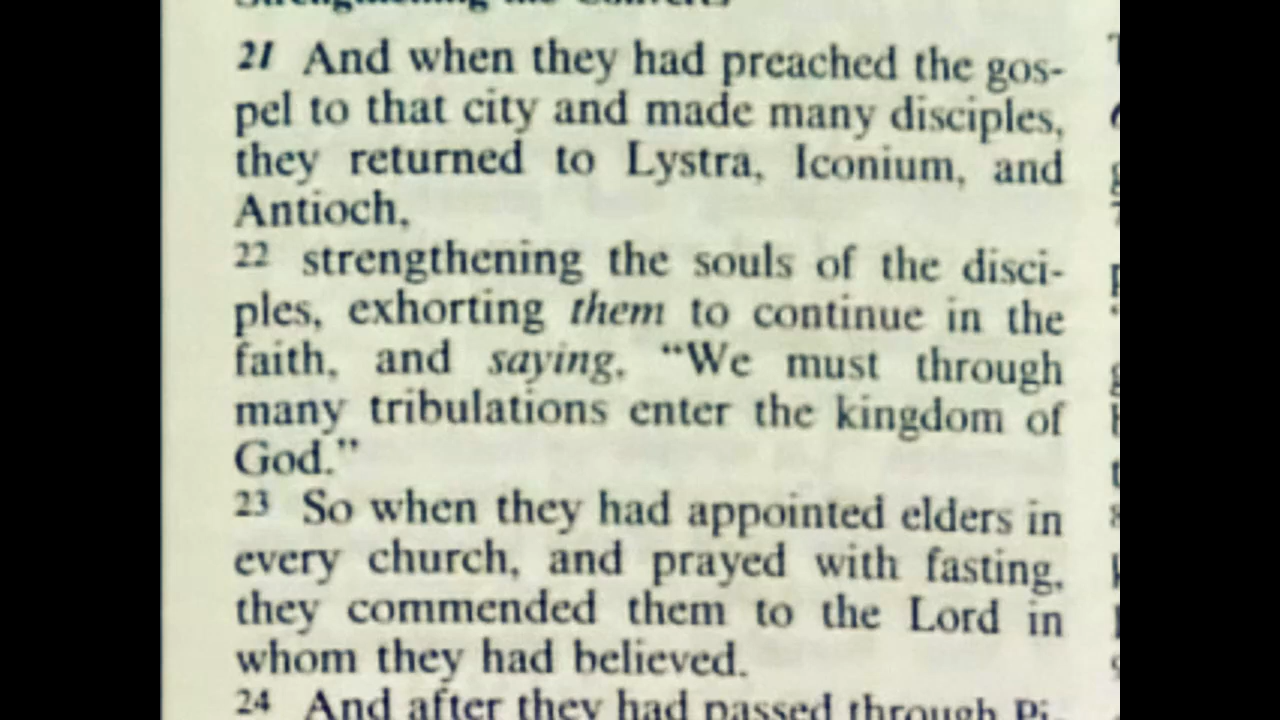 Strengthening the Converts
21 And when they had preached the gos-
pel to that city and made many disciples,
they returned to Lystra, Iconium, and
Antioch,
22 strengthening the souls of the disci-
ples, exhorting them to continue in the
faith, and saying, “We must through
many tribulations enter the kingdom of
God.”
23 So when they had appointed elders in
every church, and prayed with fasting,
they commended them to the Lord in
whom they had believed.
24 And after they had passed through Pi-